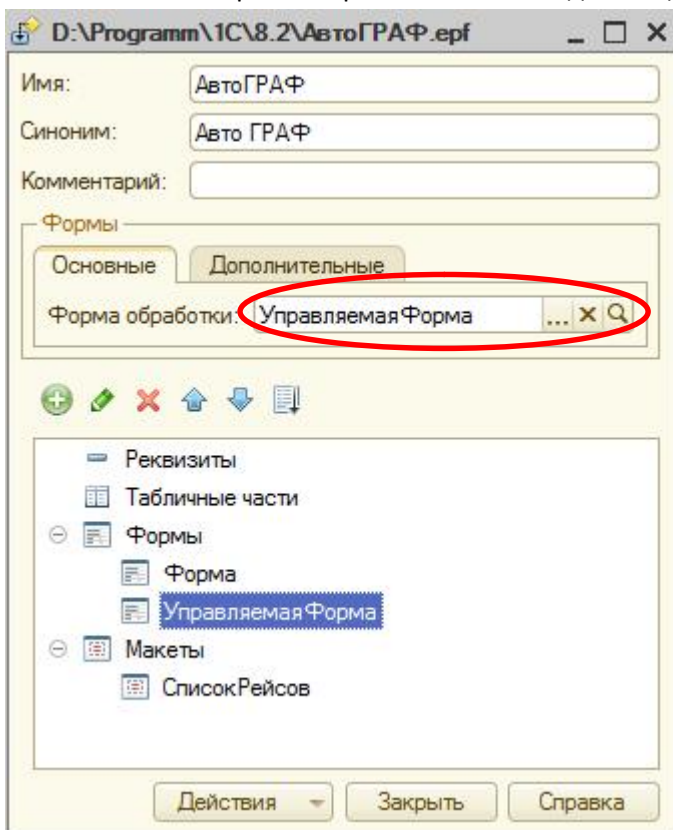 D:\Programm\1C\8.2\АвтоГРАФ.epf
Имя: АвтоГРАФ
Синоним: Авто ГРАФ
Комментарий:
Формы
Основные Дополнительные
Форма обработки: УправляемаяФорма ...
Реквизиты
Табличные части
Формы
Форма
УправляемаяФорма
Макеты
СписокРейсов
Действия Закрыть Справка